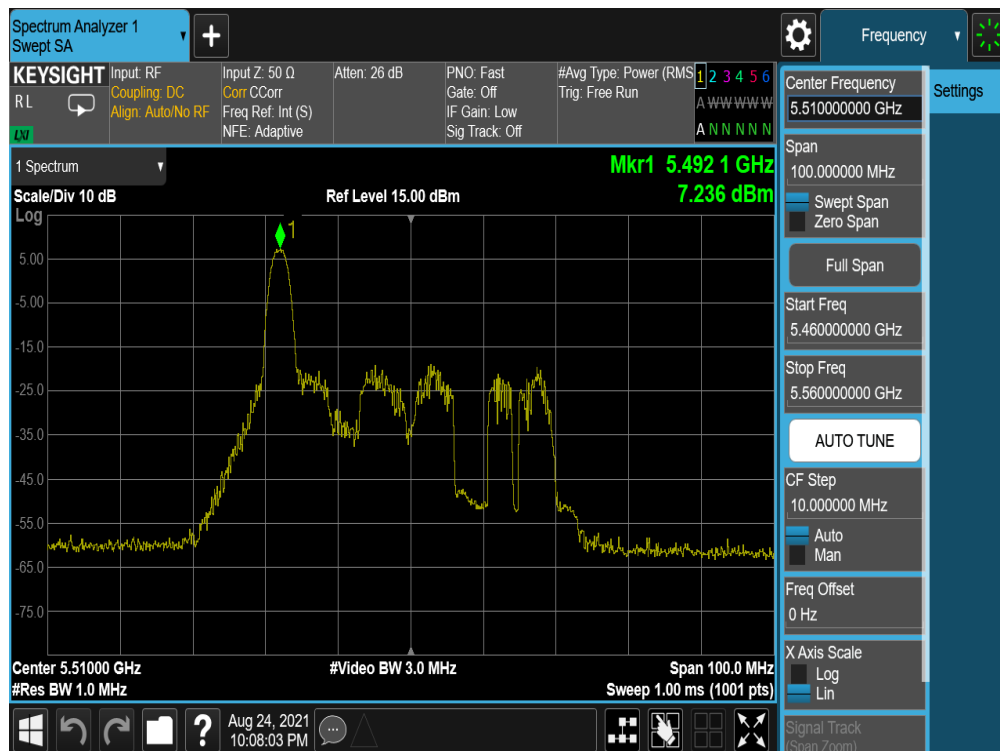 Spectrum Analyzer 1
Swept SA
Frequency
KEYSIGHT
R L
LXI
Input: RF
Coupling: DC
Align: Auto/No RF
Input Z: 50 Ω
Corr CCorr
Freq Ref: Int (S)
NFE: Adaptive
Atten: 26 dB
PNO: Fast
Gate: Off
IF Gain: Low
Sig Track: Off
#Avg Type: Power (RMS
Trig: Free Run
1 2 3 4 5 6
A W W W W W
A N N N N N
1 Spectrum
Mkr1 5.492 1 GHz
Scale/Div 10 dB
Ref Level 15.00 dBm
7.236 dBm
Log
1
5.00
-5.00
-15.0
-25.0
-35.0
-45.0
-55.0
-65.0
-75.0
Center 5.51000 GHz
#Video BW 3.0 MHz
Span 100.0 MHz
#Res BW 1.0 MHz
Sweep 1.00 ms (1001 pts)
Aug 24, 2021
10:08:03 PM
Center Frequency
5.510000000 GHz
Settings
Span
100.000000 MHz
Swept Span
Zero Span
Full Span
Start Freq
5.460000000 GHz
Stop Freq
5.560000000 GHz
AUTO TUNE
CF Step
10.000000 MHz
Auto
Man
Freq Offset
0 Hz
X Axis Scale
Log
Lin
Signal Track
(Span Zoom)